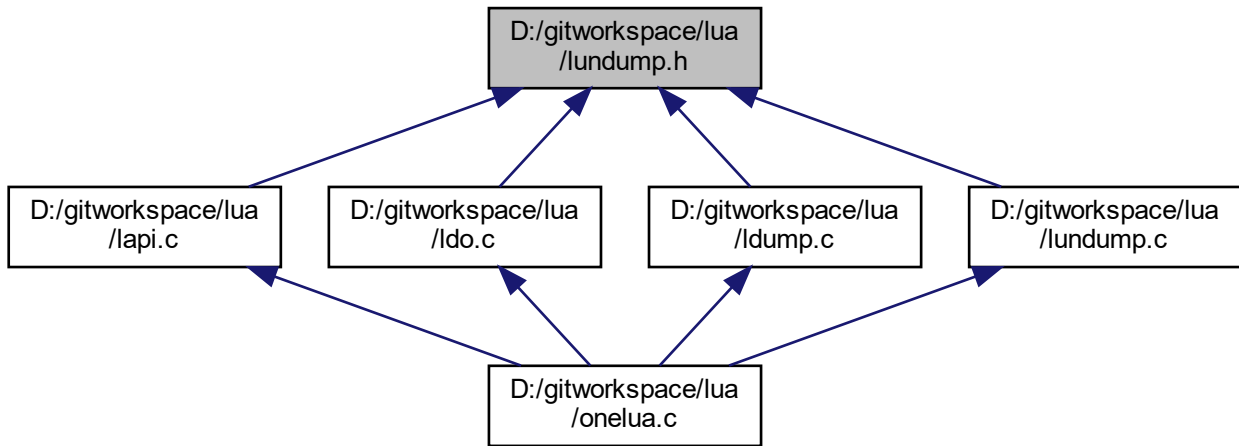 D:/gitworkspace/lua
/lundump.h
D:/gitworkspace/lua
/lapi.c
D:/gitworkspace/lua
/ldo.c
D:/gitworkspace/lua
/ldump.c
D:/gitworkspace/lua
/lundump.c
D:/gitworkspace/lua
/onelua.c